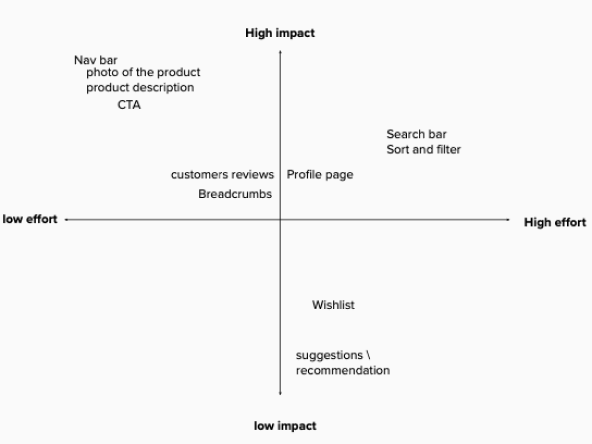 High impact
Nav bar
photo of the product
product description
CTA
Search bar
Sort and filter
customers reviews
Profile page
Breadcrumbs
low effort
High effort
Wishlist
suggestions \
recommendation
low impact